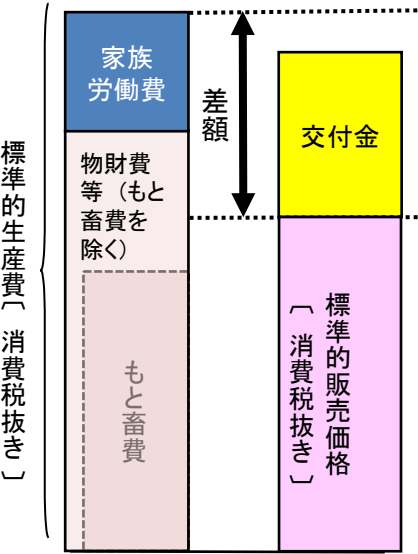 標準的生産費〔消費税抜き〕
家族
労働費
物財費
等（もと
畜費を
除く）
もと畜費
差額
交付金
標準的販売価格
〔消費税抜き〕